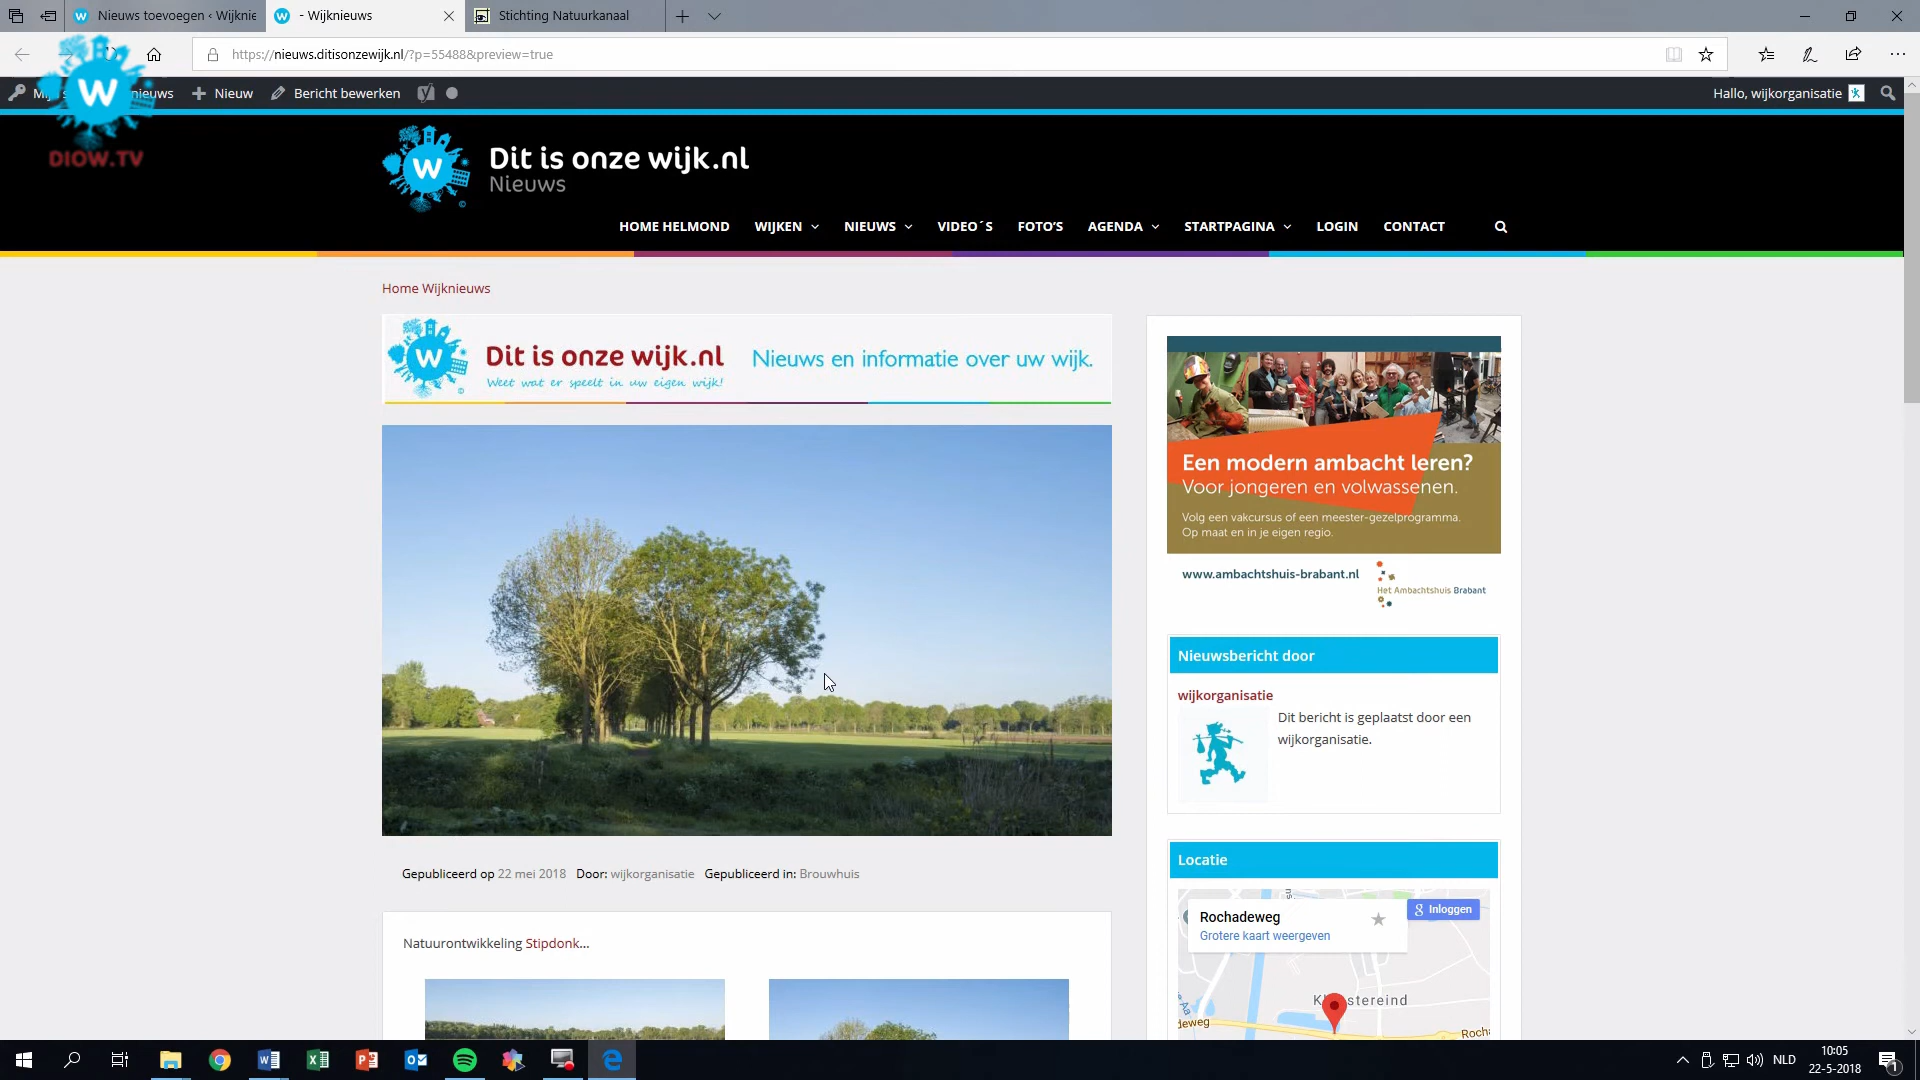 Nieuws toevoegen ‹ Wijknie
- Wijknieuws
Stichting Natuurkanaal
https://nieuws.ditisonzewijk.nl/?p=55488&preview=true
Nieuw
Bericht bewerken
Hallo, wijkorganisatie
W
DIOW.TV
W
Dit is onze wijk.nl
Nieuws
HOME HELMOND
WIJKEN
NIEUWS
VIDEO´S
FOTO'S
AGENDA
STARTPAGINA
LOGIN
CONTACT
Home Wijknieuws
W
Dit is onze wijk.nl
Weet wat er speelt in uw eigen wijk!
Nieuws en informatie over uw wijk.
Gepubliceerd op 22 mei 2018 Door: wijkorganisatie Gepubliceerd in: Brouwhuis
Natuurontwikkeling Stipdonk...
Een modern ambacht leren?
Voor jongeren en volwassenen.
Volg een vakcursus of een meester-gezelprogramma.
Op maat en in je eigen regio.
www.ambachtshuis-brabant.nl
Het Ambachtshuis Brabant
Nieuwsbericht door
wijkorganisatie
Dit bericht is geplaatst door een
wijkorganisatie.
Locatie
Rochadeweg
Grotere kaart weergeven
Inloggen
NLD
10:05
22-5-2018
1